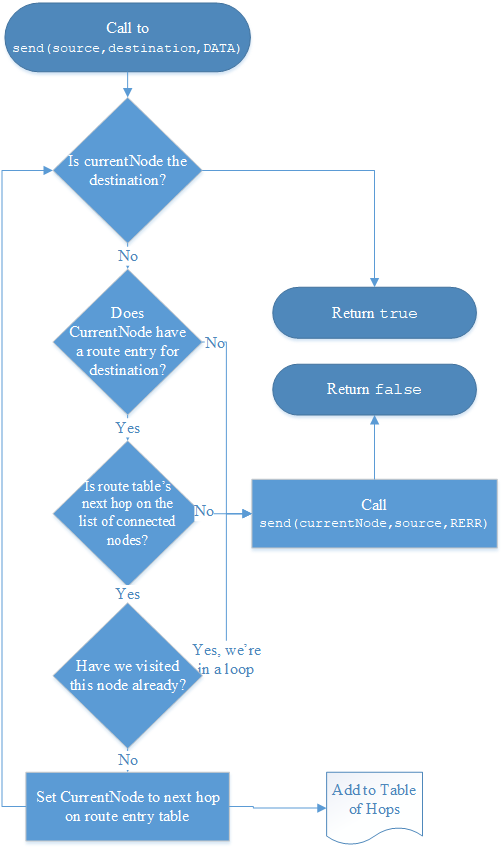 Call to
send(source,destination,DATA)
Is currentNode the
destination?
No
Does
CurrentNode have
a route entry for
destination?
No
Return true
Return false
Yes
Is route table's
next hop on the
list of connected
nodes?
No
Call
send(currentNode,source,RERR)
Yes
Have we visited
this node already?
Yes, we're
in a loop
No
Set CurrentNode to next hop
on route entry table
Add to Table
of Hops